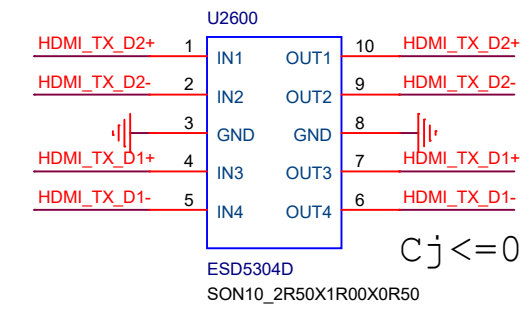 U2600
HDMI_TX_D2+ 1 IN1 OUT1 10 HDMI_TX_D2+
HDMI_TX_D2- 2 IN2 OUT2 9 HDMI_TX_D2-
3 GND GND 8
HDMI_TX_D1+ 4 IN3 OUT3 7 HDMI_TX_D1+
HDMI_TX_D1- 5 IN4 OUT4 6 HDMI_TX_D1-
Cj<=0
ESD5304D
SON10_2R50X1R00X0R50